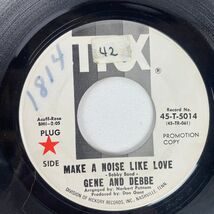 TRX
42
1814
Acuff-Rose
BMI-2:05
PLUG
SIDE
Record No.
45-T-5014
(45-TR-061)
PROMOTION
COPY
MAKE A NOISE LIKE LOVE
-Bobby Bond-
GENE AND DEBBE
Arranged by: Norbert Putnam
Produced by: Don Gant
DIVISION OF HICKORY RECORDS, INC., NASHVILLE, TENN.